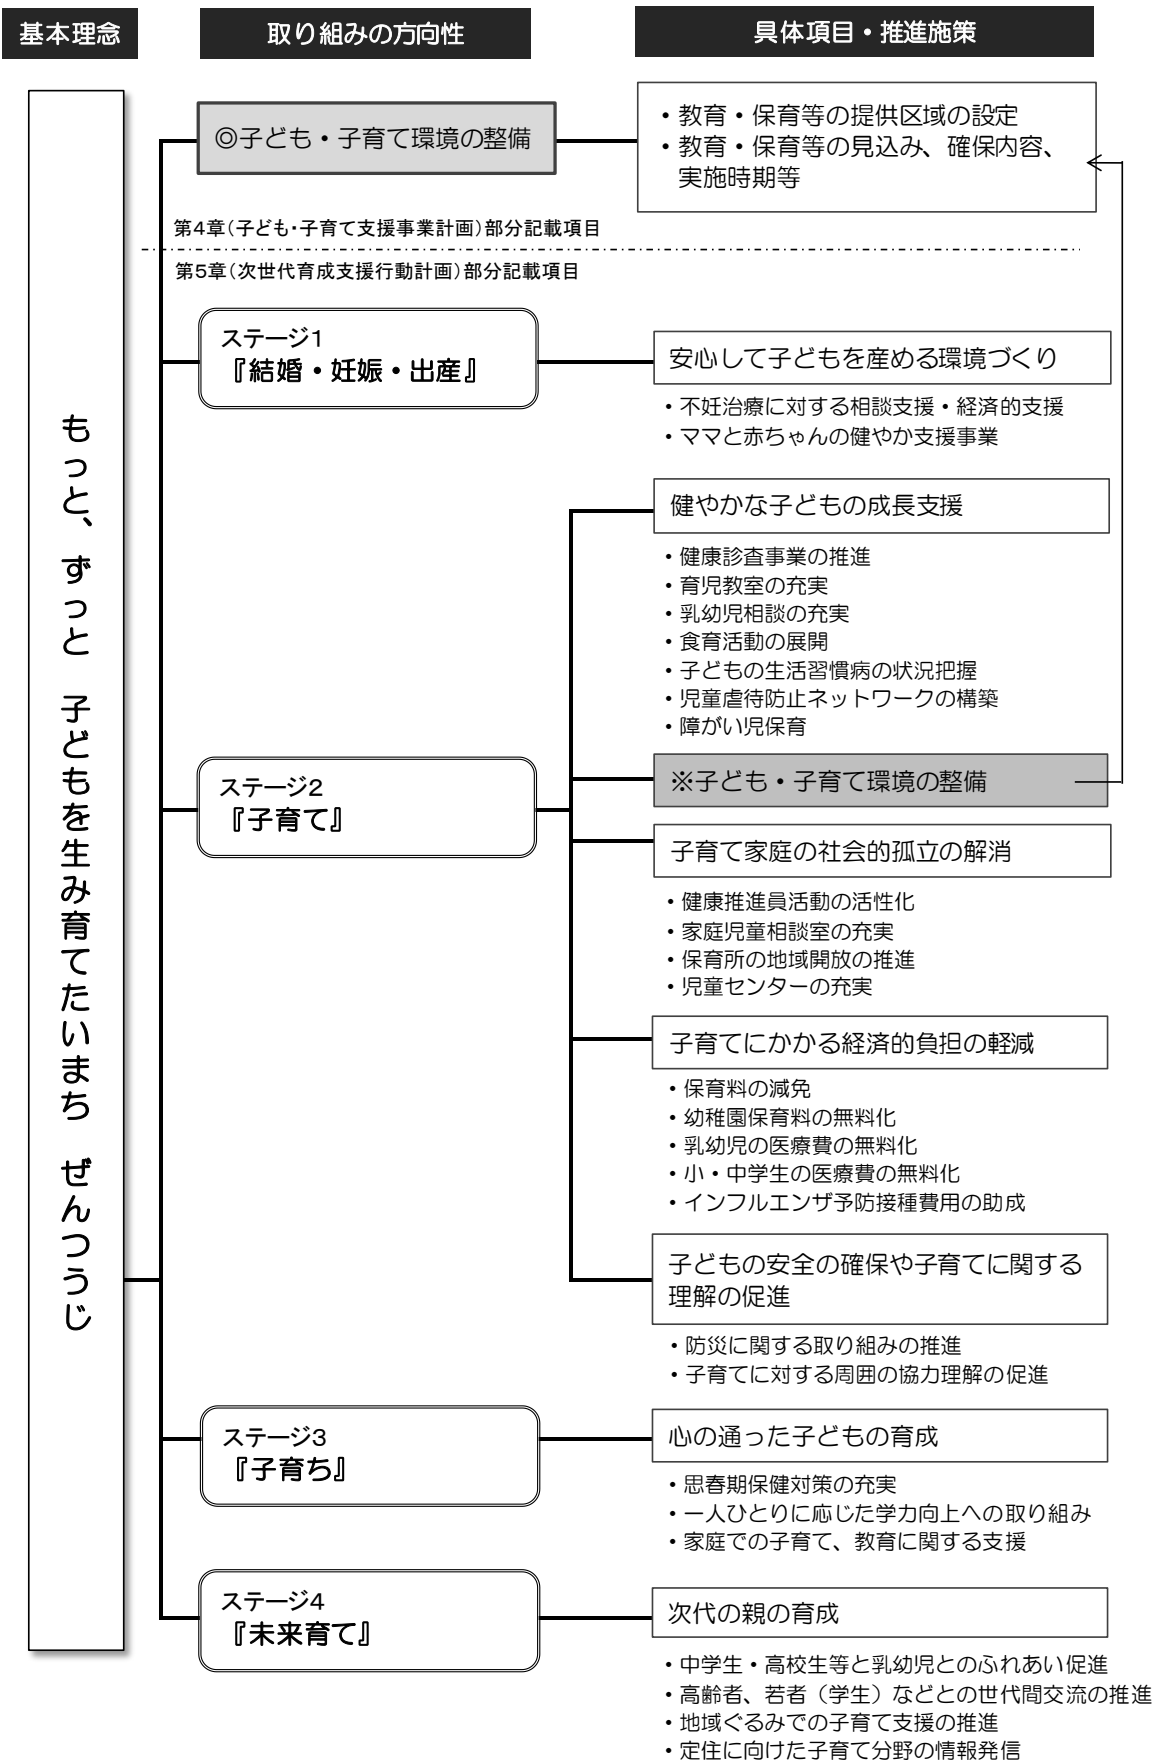 基本理念
取り組みの方向性
具体項目・推進施策
もっと、ずっと 子どもを生み育てたいまち ぜんつうじ
◎子ども・子育て環境の整備
・教育・保育等の提供区域の設定
・教育・保育等の見込み、確保内容、
実施時期等
第4章(子ども・子育て支援事業計画)部分記載項目
第5章(次世代育成支援行動計画)部分記載項目
ステージ1
『結婚・妊娠・出産』
安心して子どもを産める環境づくり
・不妊治療に対する相談支援・経済的支援
・ママと赤ちゃんの健やか支援事業
ステージ2
『子育て』
健やかな子どもの成長支援
・健康診査事業の推進
・育児教室の充実
・乳幼児相談の充実
・食育活動の展開
・子どもの生活習慣病の状況把握
・児童虐待防止ネットワークの構築
・障がい児保育
※子ども・子育て環境の整備
子育て家庭の社会的孤立の解消
・健康推進員活動の活性化
・家庭児童相談室の充実
・保育所の地域開放の推進
・児童センターの充実
子育てにかかる経済的負担の軽減
・保育料の減免
・幼稚園保育料の無料化
・乳幼児の医療費の無料化
・小・中学生の医療費の無料化
・インフルエンザ予防接種費用の助成
子どもの安全の確保や子育てに関する
理解の促進
・防災に関する取り組みの推進
・子育てに対する周囲の協力理解の促進
ステージ3
『子育ち』
心の通った子どもの育成
・思春期保健対策の充実
・一人ひとりに応じた学力向上への取り組み
・家庭での子育て、教育に関する支援
ステージ4
『未来育て』
次代の親の育成
・中学生・高校生等と乳幼児とのふれあい促進
・高齢者、若者（学生）などとの世代間交流の推進
・地域ぐるみでの子育て支援の推進
・定住に向けた子育て分野の情報発信